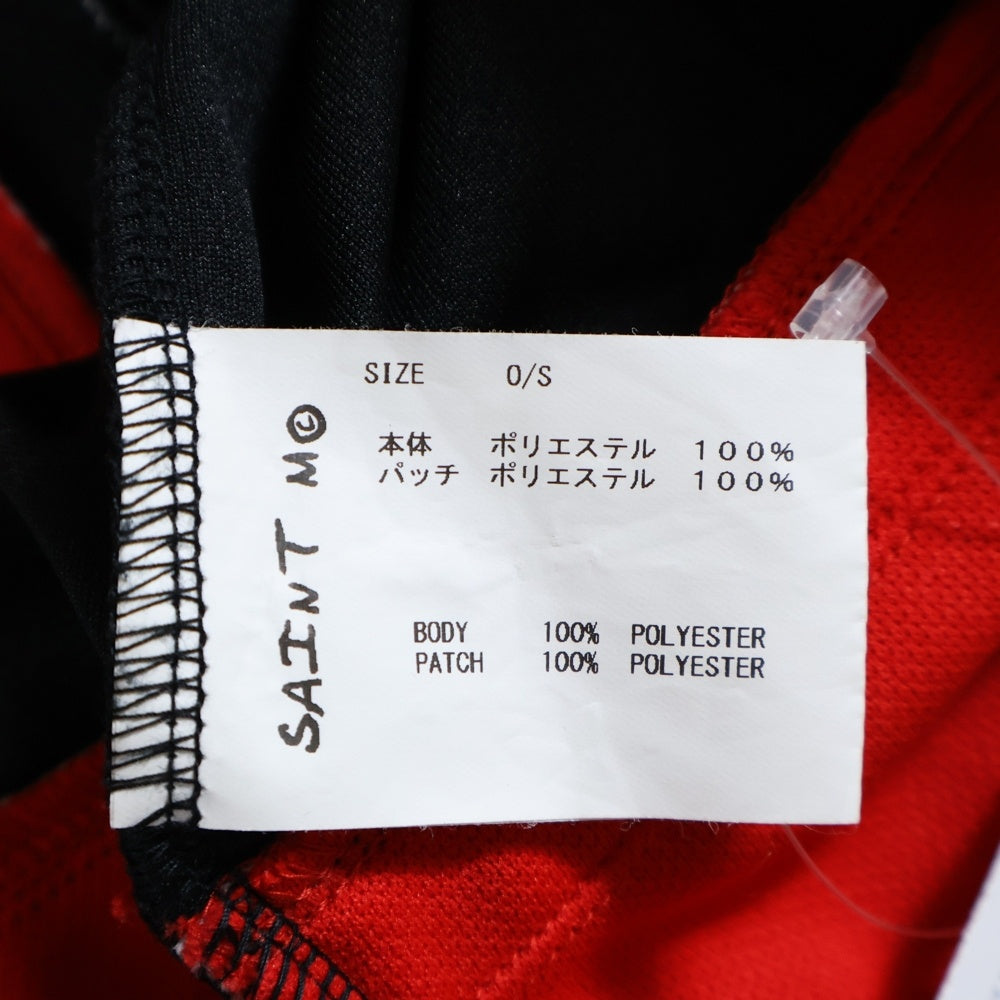 SIZE O/S
本体 ポリエステル 100%
パッチ ポリエステル 100%
BODY 100% POLYESTER
PATCH 100% POLYESTER
SAINT M©